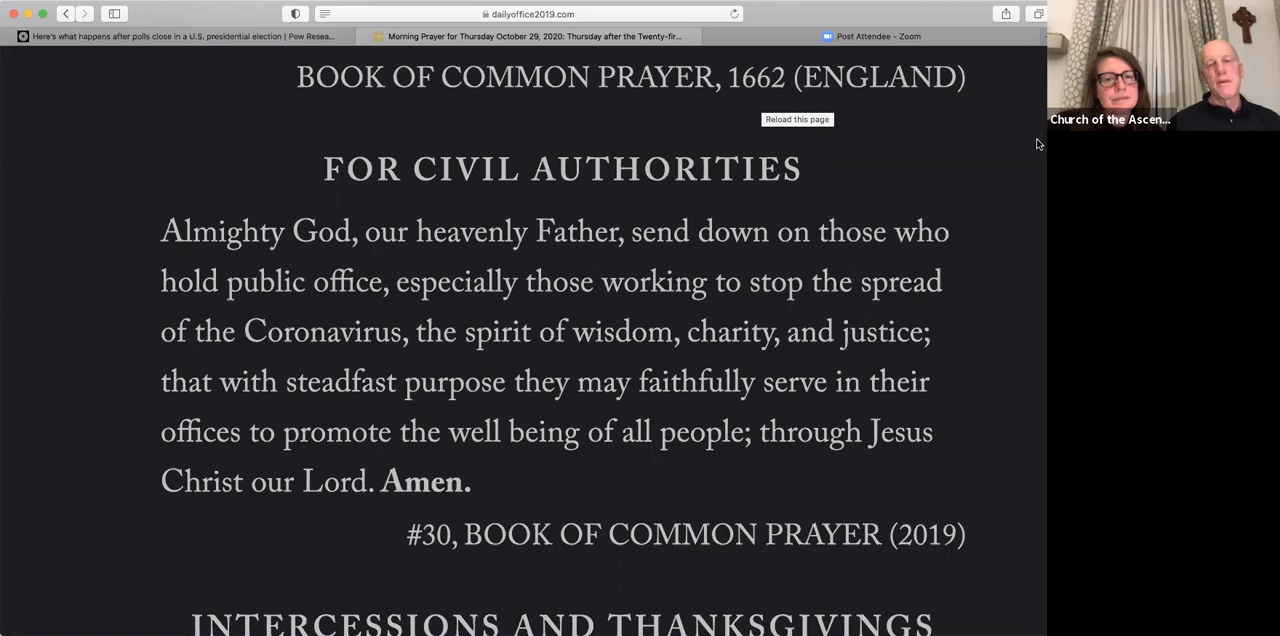 dailyoffice2019.com
Here's what happens after polls close in a U.S. presidential election | Pew Resea...
Morning Prayer for Thursday October 29, 2020: Thursday after the Twenty-fir...
Post Attendee - Zoom
BOOK OF COMMON PRAYER, 1662 (ENGLAND)
Reload this page
Church of the Ascen...
FOR CIVIL AUTHORITIES
Almighty God, our heavenly Father, send down on those who
hold public office, especially those working to stop the spread
of the Coronavirus, the spirit of wisdom, charity, and justice;
that with steadfast purpose they may faithfully serve in their
offices to promote the well being of all people; through Jesus
Christ our Lord. Amen.
#30, BOOK OF COMMON PRAYER (2019)
INTERCESSIONS AND THANKSGIVINGS